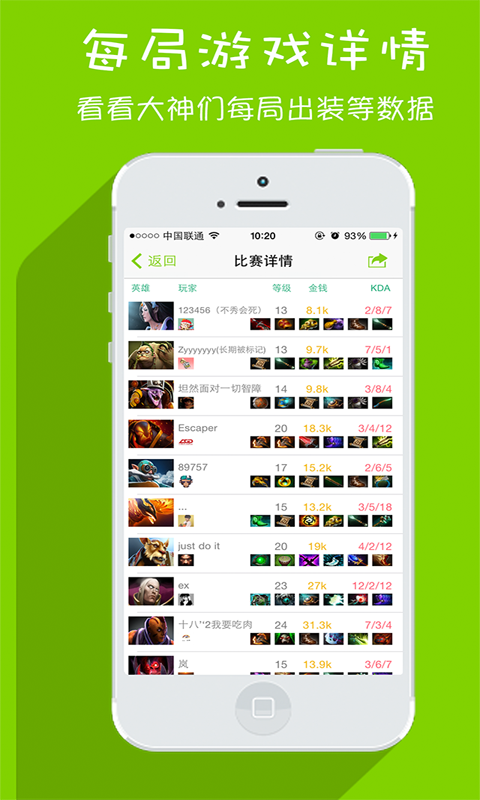 每局游戏详情
看看大神们每局出装等数据
中国联通 10:20 93%
返回 比赛详情
英雄 玩家 等级 金钱 KDA
123456（不秀会死） 13 8.1k 2/8/7
Zyyyyyyy(长期被标记) 13 9.7k 7/5/1
坦然面对一切智障 14 9.8k 3/8/4
Escaper 20 18.3k 3/4/12
89757 17 15.2k 2/6/5
... 15 13.2k 3/5/18
just do it 20 19k 4/2/12
ex 23 27k 12/2/12
十八''2我要吃肉 24 31.3k 7/3/4
岚 15 13.9k 3/6/7